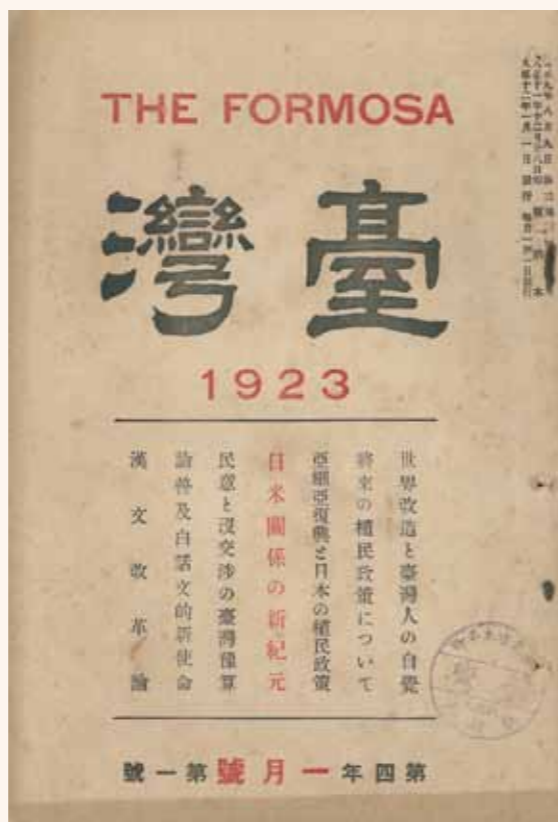 THE FORMOSA
臺灣
1923
世界改造と臺灣人の自覺
將來の植民政策について
亞細亞復興と日本の植民政策
日米關係の新紀元
民意と沒交涉の臺灣豫算
論普及白話文的新使命
漢文改革論
第四年一月號第一號